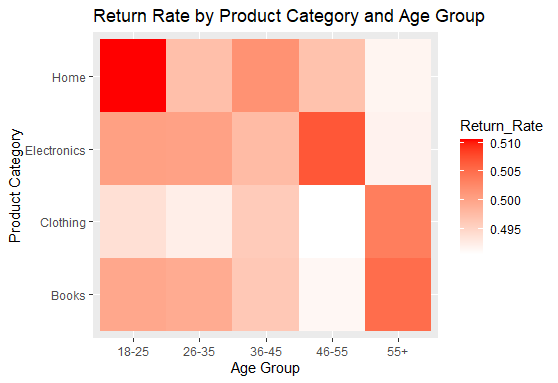 Return Rate by Product Category and Age Group
Product Category
Home
Electronics
Clothing
Books
18-25 26-35 36-45 46-55 55+
Age Group
Return_Rate
0.510
0.505
0.500
0.495